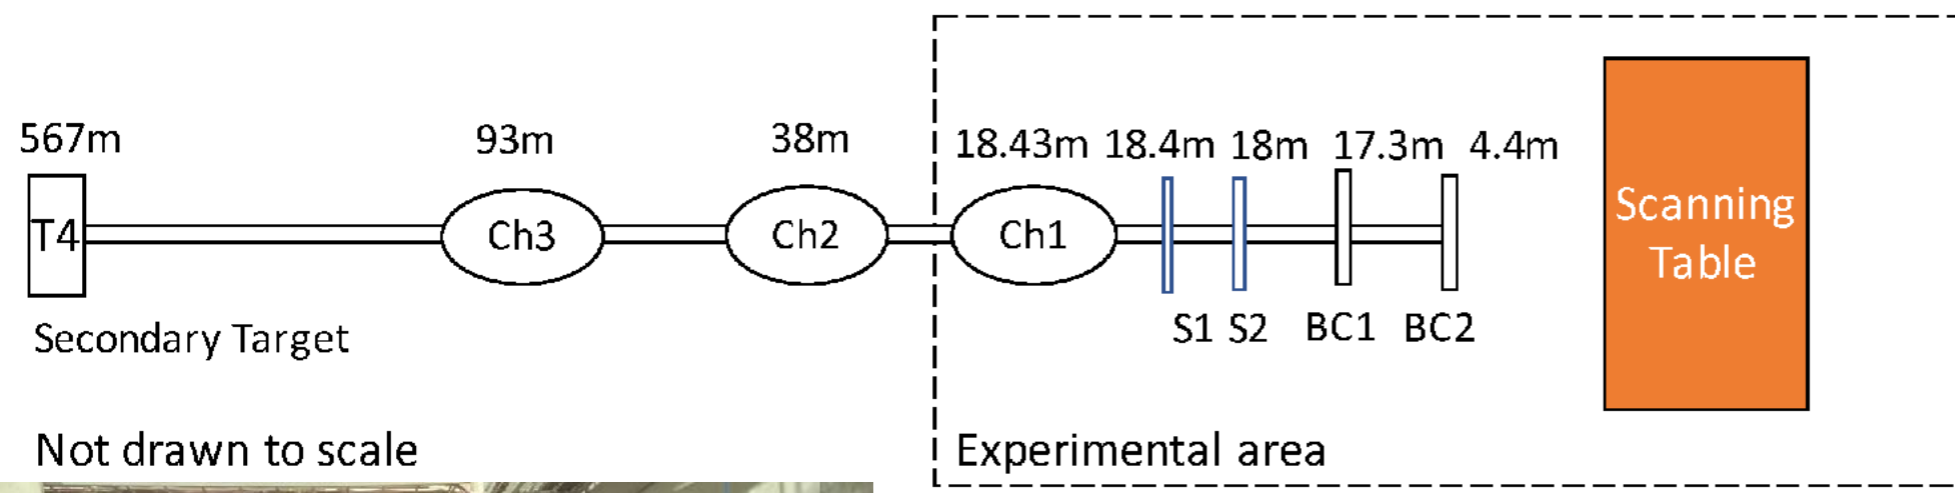 567m 93m 38m 18.43m 18.4m 18m 17.3m 4.4m
T4 Ch3 Ch2 Ch1
Scanning
Table
S1 S2 BC1 BC2
Secondary Target
Not drawn to scale
Experimental area